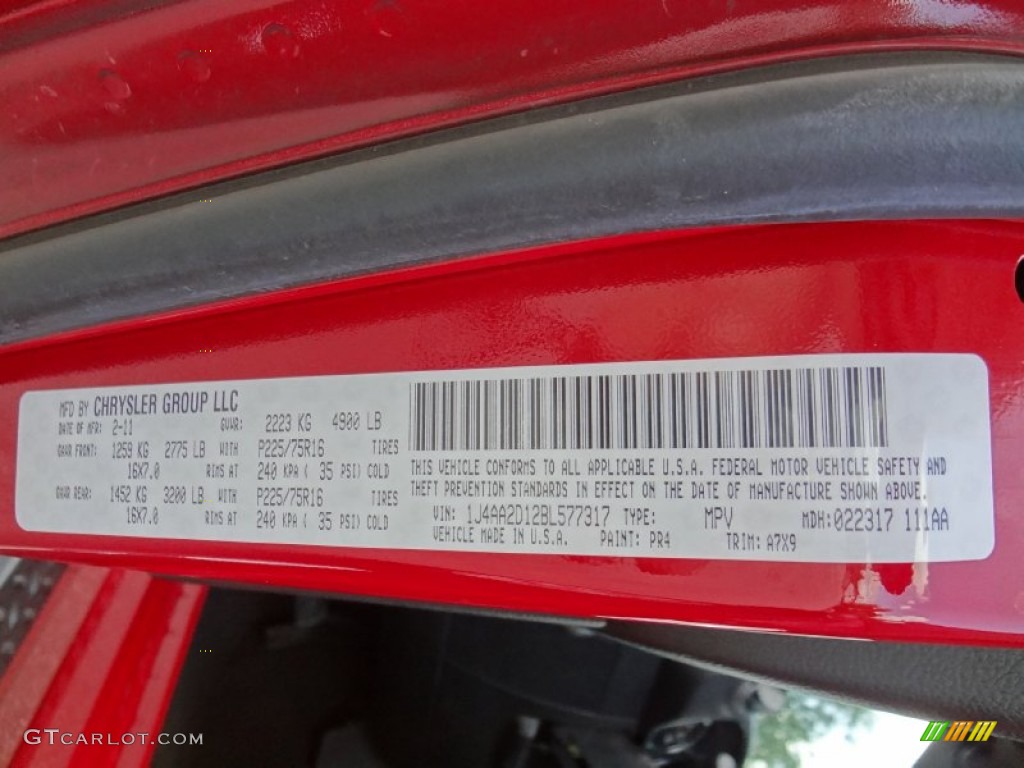 MFD BY CHRYSLER GROUP LLC
DATE OF MFR: 2-11 GVWR: 2223 KG 4900 LB
GAWR FRONT: 1259 KG 2775 LB WITH P225/75R16 TIRES
16X7.0 RIMS AT 240 KPA ( 35 PSI) COLD
GAWR REAR: 1452 KG 3200 LB WITH P225/75R16 TIRES
16X7.0 RIMS AT 240 KPA ( 35 PSI) COLD
THIS VEHICLE CONFORMS TO ALL APPLICABLE U.S.A. FEDERAL MOTOR VEHICLE SAFETY AND
THEFT PREVENTION STANDARDS IN EFFECT ON THE DATE OF MANUFACTURE SHOWN ABOVE.
VIN: 1J4AA2D12BL577317 TYPE: MPV MDH: 022317 111AA
VEHICLE MADE IN U.S.A. PAINT: PR4 TRIM: A7X9
GTCARLOT.COM